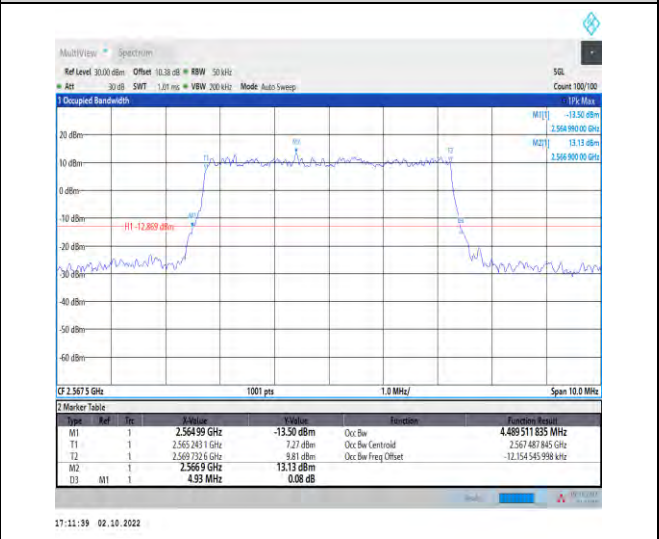 MultiView Spectrum
Ref Level 30.00 dBm Offset 10.38 dB RBW 50 kHz SGL
Att 30 dB SWT 1.01 ms VBW 200 kHz Mode Auto Sweep Count 100/100
1 Occupied Bandwidth 1Pk Max
M1[1] -13.50 dBm
2.564 990 00 GHz
M2[1] 13.13 dBm
2.566 900 00 GHz
20 dBm
10 dBm
0 dBm
-10 dBm
-20 dBm
-30 dBm
-40 dBm
-50 dBm
-60 dBm
T1
M2
T2
M1
H1 -12.869 dBm
CF 2.567 5 GHz 1001 pts 1.0 MHz/ Span 10.0 MHz
2 Marker Table
Type Ref Trc X-Value Y-Value Function Function Result
M1 1 2.564 99 GHz -13.50 dBm Occ Bw 4.489 511 835 MHz
T1 1 2.565 243 1 GHz 7.27 dBm Occ Bw Centroid 2.567 487 845 GHz
T2 1 2.569 732 6 GHz 9.81 dBm Occ Bw Freq Offset -12.154 545 998 kHz
M2 1 2.566 9 GHz 13.13 dBm
D3 M1 1 4.93 MHz 0.08 dB
17:11:39 02.10.2022